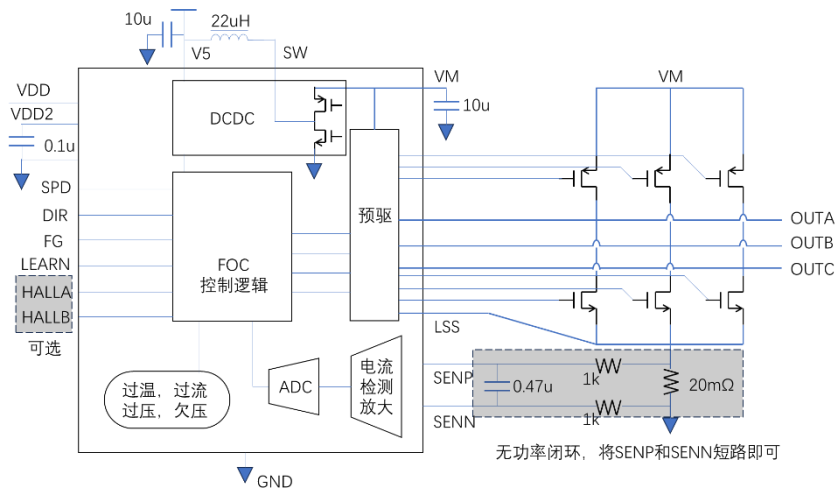 10u
22uH
V5
SW
VDD
VDD2
0.1u
DCDC
VM
10u
VM
SPD
DIR
FG
LEARN
HALLA
HALLB
可选
FOC
控制逻辑
预驱
OUTA
OUTB
OUTC
LSS
过温，过流
过压，欠压
ADC
电流
检测
放大
SENP
SENN
0.47u
1k
1k
20mΩ
无功率闭环，将SENP和SENN短路即可
GND